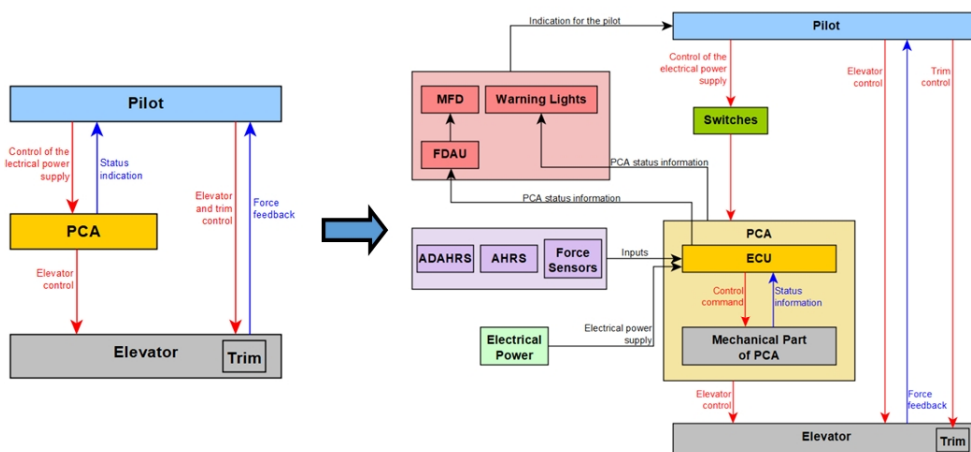 Pilot
Control of the
lectrical power
supply
Status
indication
Elevator
and trim
control
Force
feedback
PCA
Elevator
control
Elevator
Trim
Indication for the pilot
Pilot
Control of the
electrical power
supply
Elevator
control
Trim
control
MFD
Warning Lights
Switches
FDAU
PCA status information
PCA status information
PCA
ADAHRS
AHRS
Force
Sensors
Inputs
ECU
Control
command
Status
information
Electrical
Power
Electrical power
supply
Mechanical Part
of PCA
Elevator
control
Force
feedback
Elevator
Trim